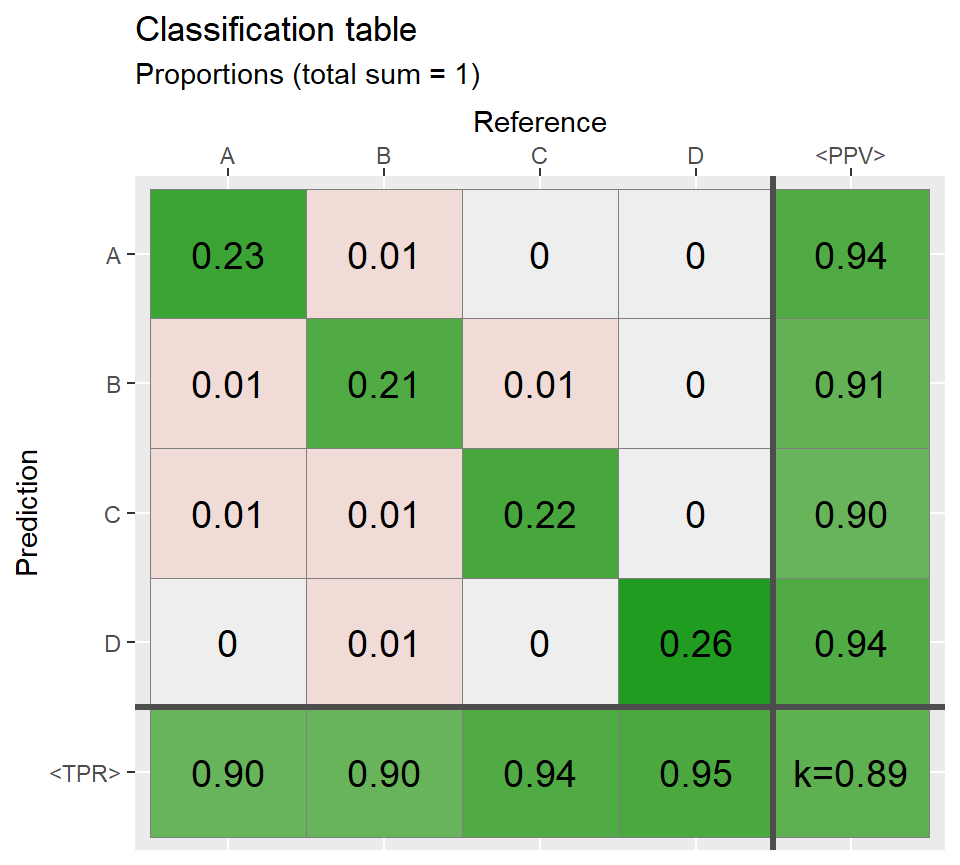 Classification table
Proportions (total sum = 1)
Reference
A B C D <PPV>
A 0.23 0.01 0 0 0.94
B 0.01 0.21 0.01 0 0.91
C 0.01 0.01 0.22 0 0.90
D 0 0.01 0 0.26 0.94
<TPR> 0.90 0.90 0.94 0.95 k=0.89
Prediction